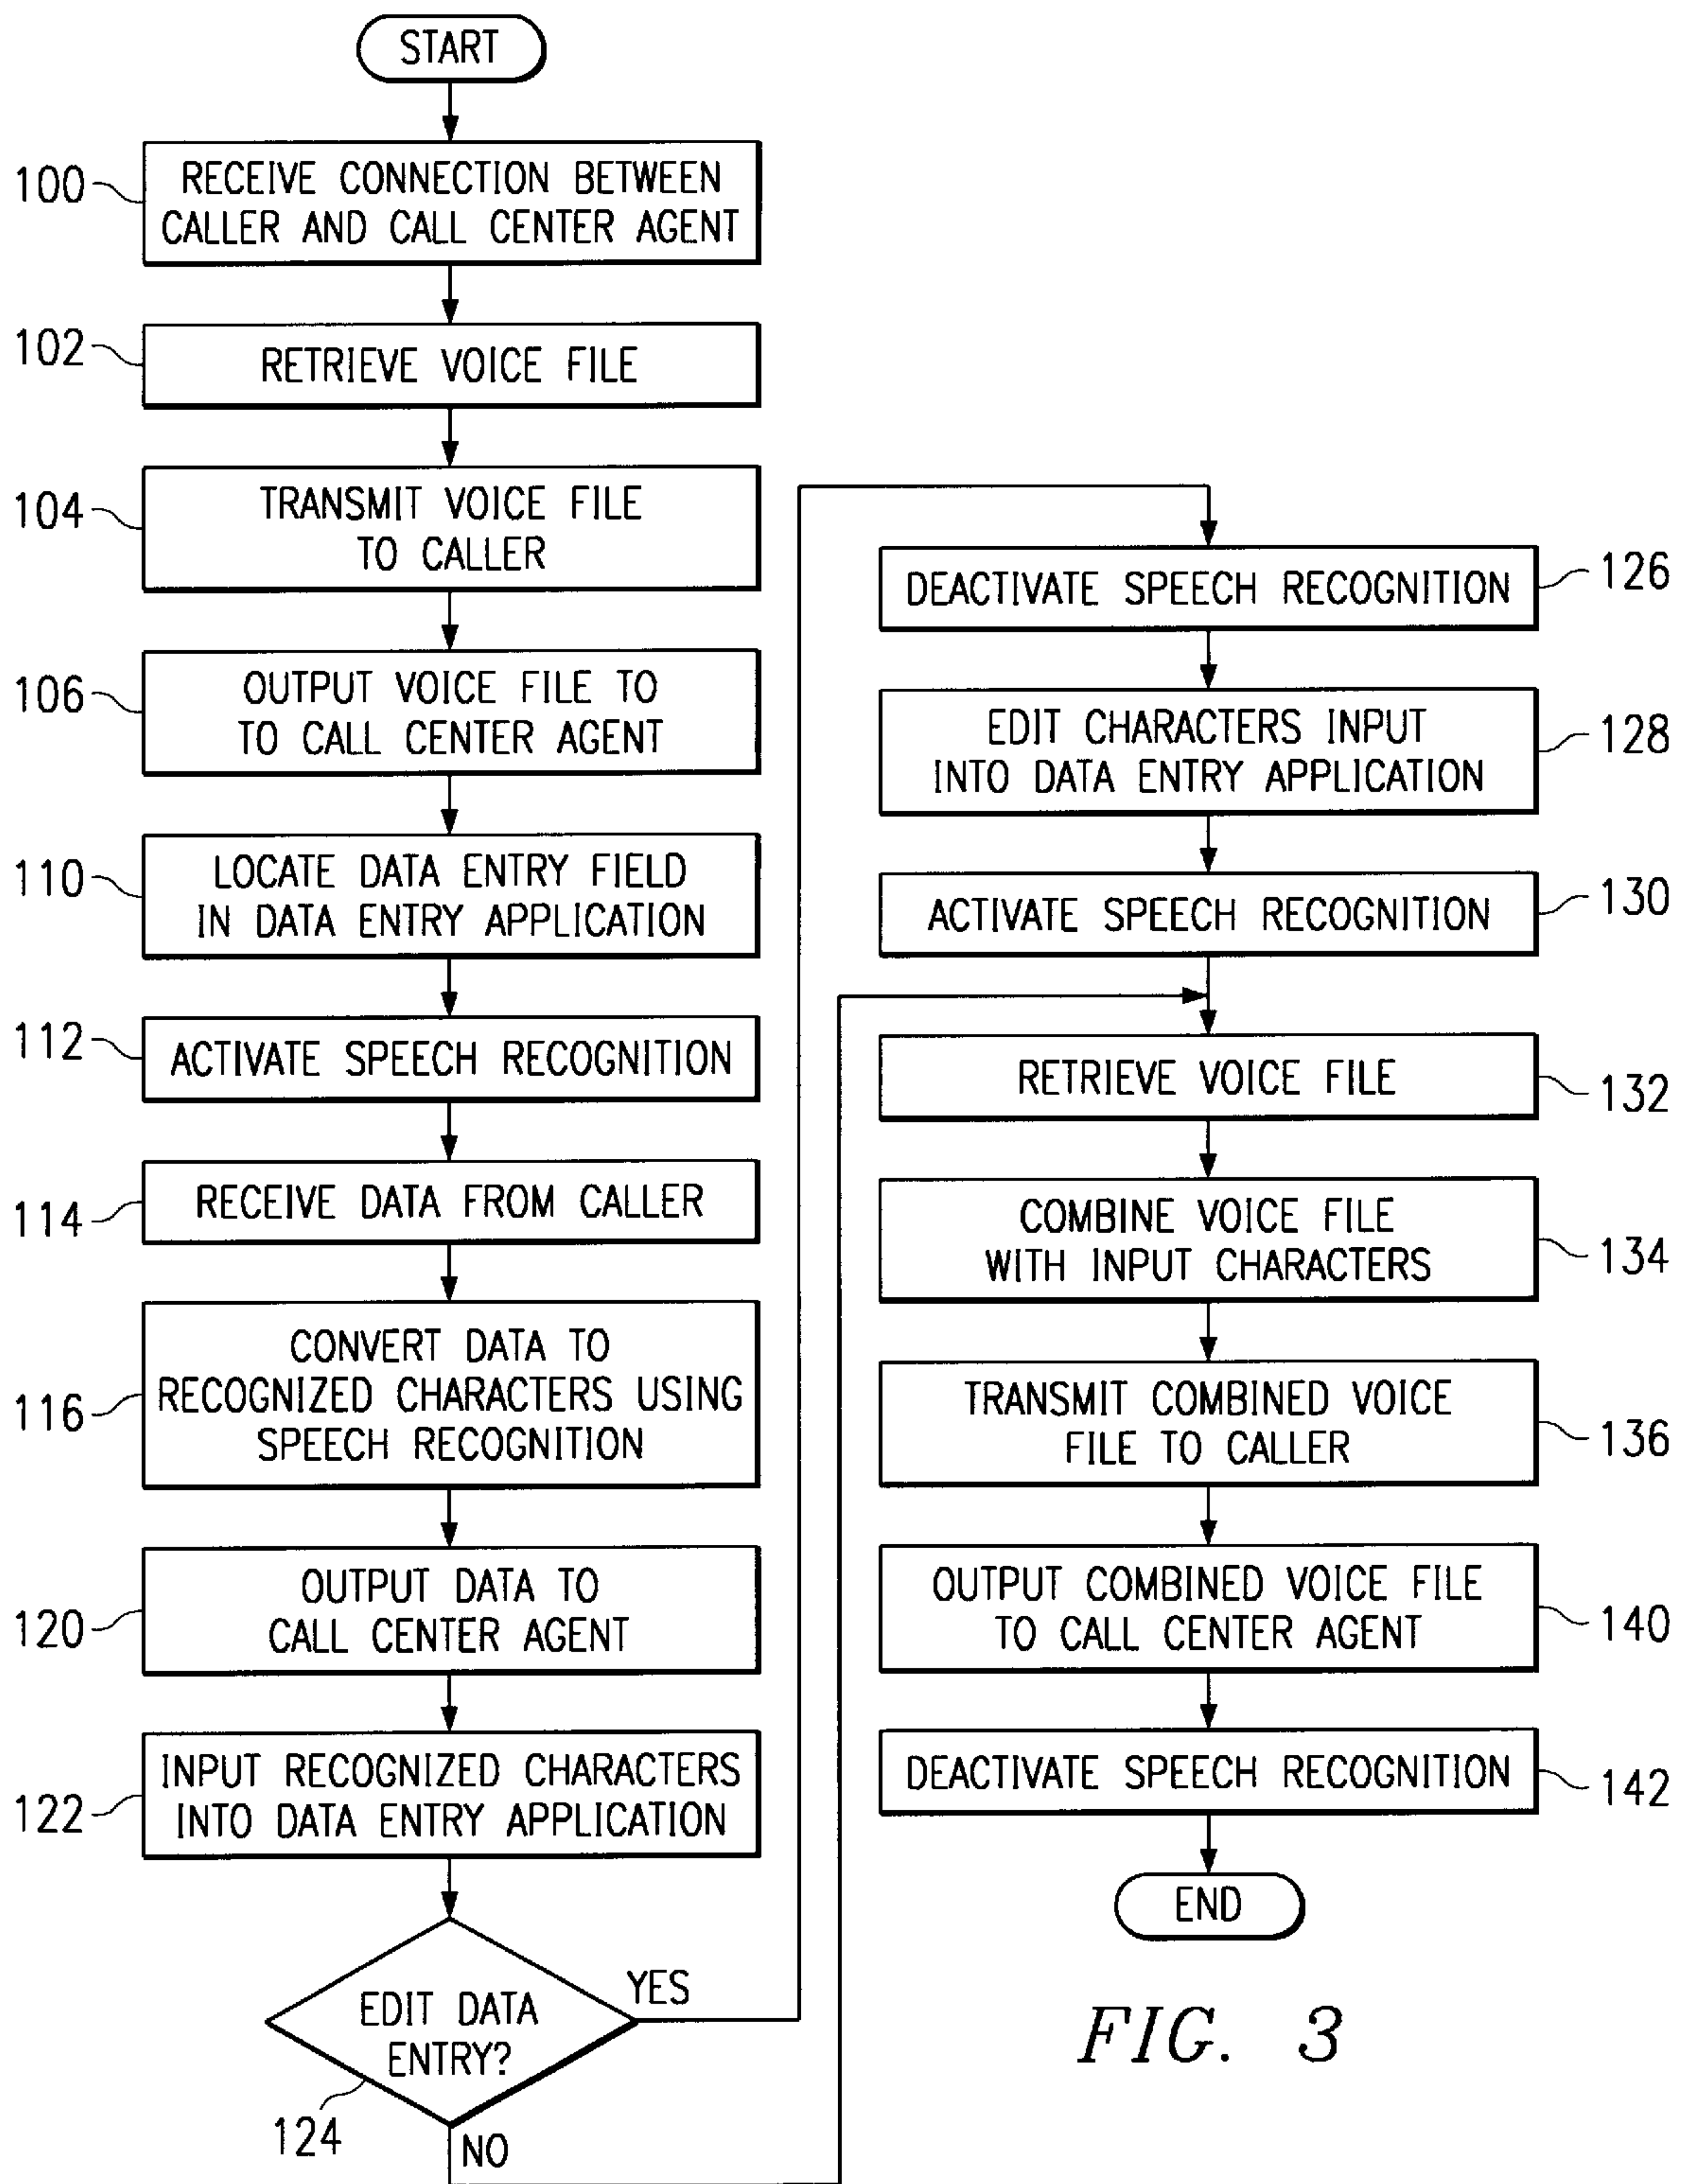 START
100
RECEIVE CONNECTION BETWEEN
CALLER AND CALL CENTER AGENT
102
RETRIEVE VOICE FILE
104
TRANSMIT VOICE FILE
TO CALLER
106
OUTPUT VOICE FILE TO
TO CALL CENTER AGENT
110
LOCATE DATA ENTRY FIELD
IN DATA ENTRY APPLICATION
112
ACTIVATE SPEECH RECOGNITION
114
RECEIVE DATA FROM CALLER
116
CONVERT DATA TO
RECOGNIZED CHARACTERS USING
SPEECH RECOGNITION
120
OUTPUT DATA TO
CALL CENTER AGENT
122
INPUT RECOGNIZED CHARACTERS
INTO DATA ENTRY APPLICATION
EDIT DATA
ENTRY?
124
YES
NO
DEACTIVATE SPEECH RECOGNITION
126
EDIT CHARACTERS INPUT
INTO DATA ENTRY APPLICATION
128
ACTIVATE SPEECH RECOGNITION
130
RETRIEVE VOICE FILE
132
COMBINE VOICE FILE
WITH INPUT CHARACTERS
134
TRANSMIT COMBINED VOICE
FILE TO CALLER
136
OUTPUT COMBINED VOICE FILE
TO CALL CENTER AGENT
140
DEACTIVATE SPEECH RECOGNITION
142
END
FIG. 3